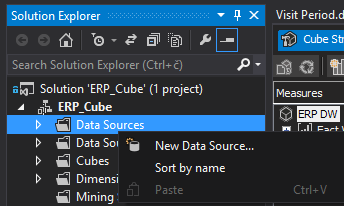 Solution Explorer
Visit Period.d
Cube St
Search Solution Explorer (Ctrl+č)
Solution 'ERP_Cube' (1 project)
Measures
ERP_Cube
ERP DW
Data Sources
Data Sou
New Data Source...
Cubes
Sort by name
Dimensi
Paste Ctrl+V
Mining S